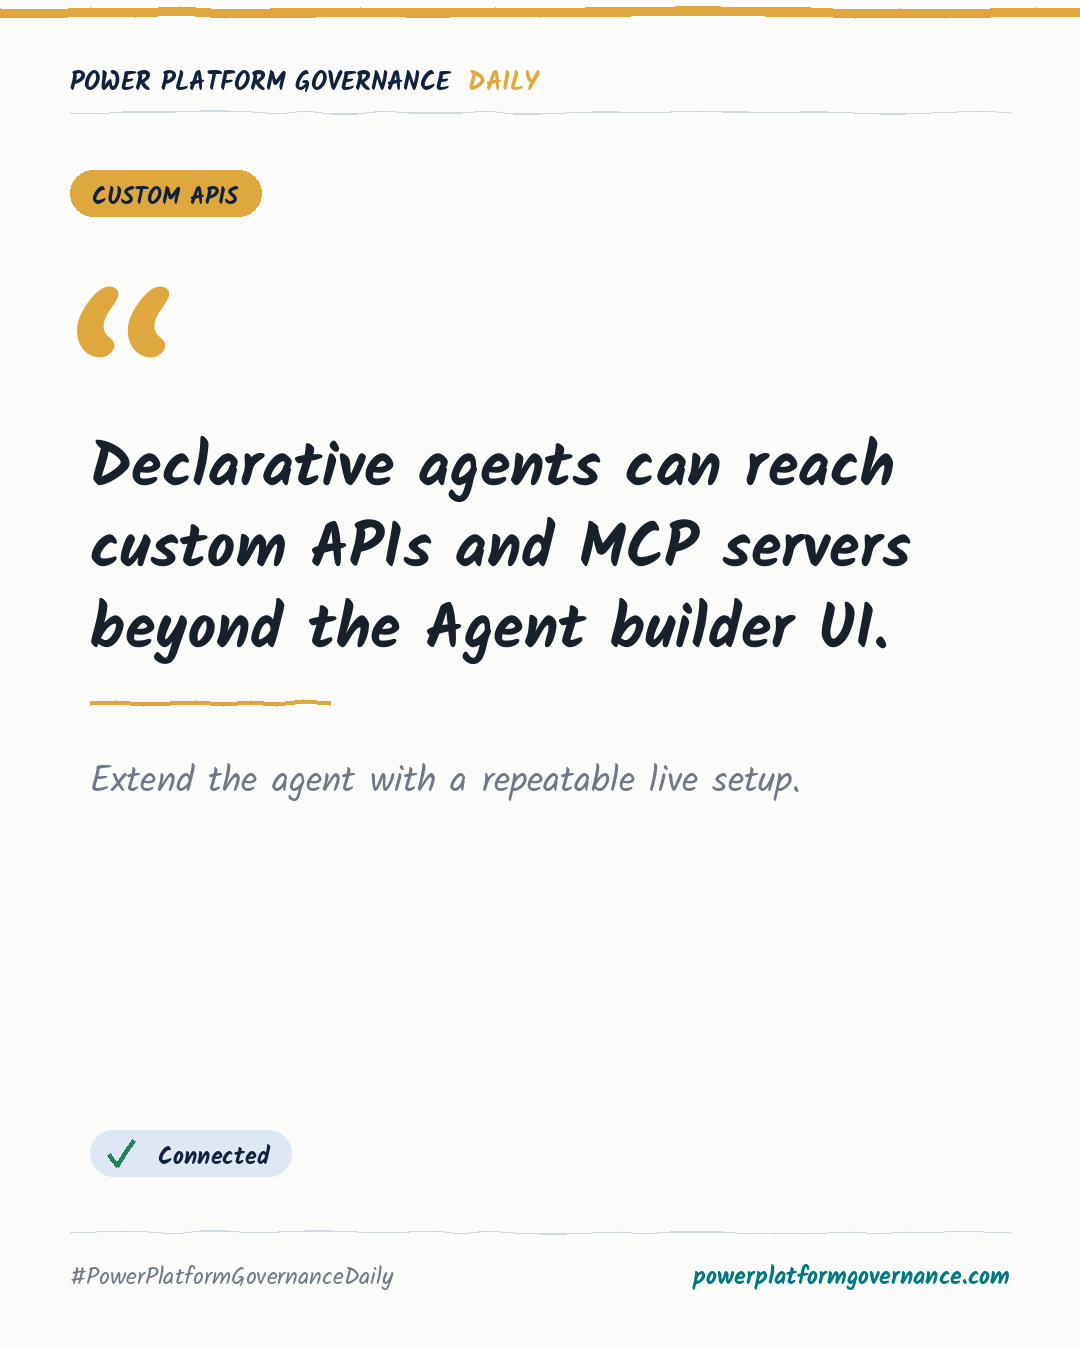 POWER PLATFORM GOVERNANCE DAILY
CUSTOM APIS
“
Declarative agents can reach
custom APIs and MCP servers
beyond the Agent builder UI.
Extend the agent with a repeatable live setup.
✓ Connected
#PowerPlatformGovernanceDaily
powerplatformgovernance.com